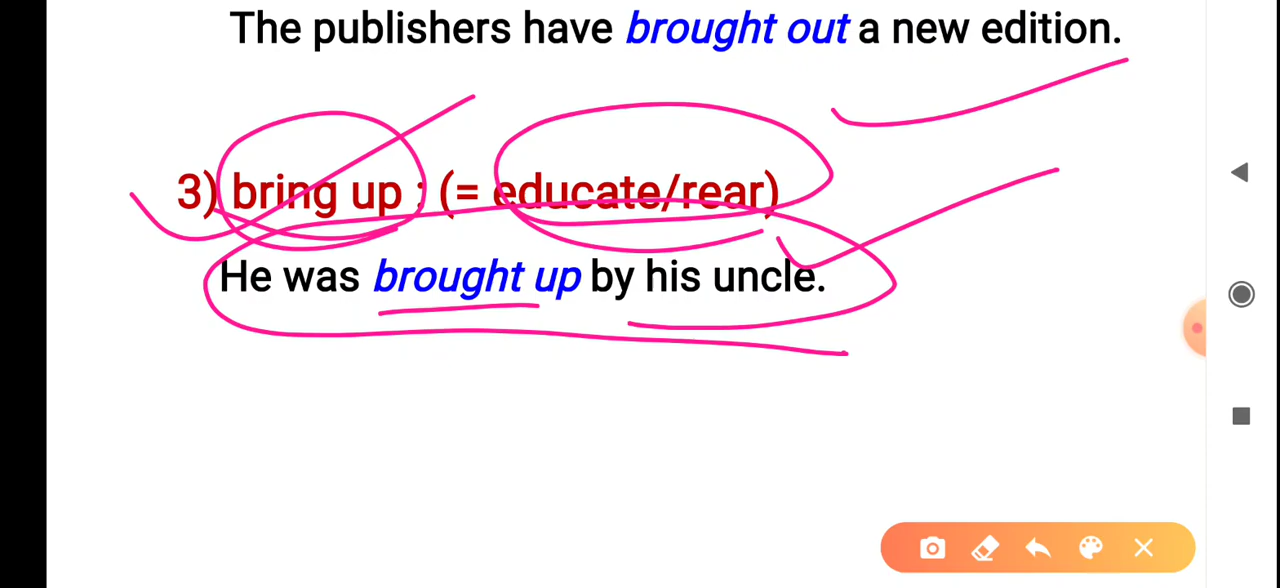 The publishers have brought out a new edition.
3) bring up : (= educate/rear)
He was brought up by his uncle.